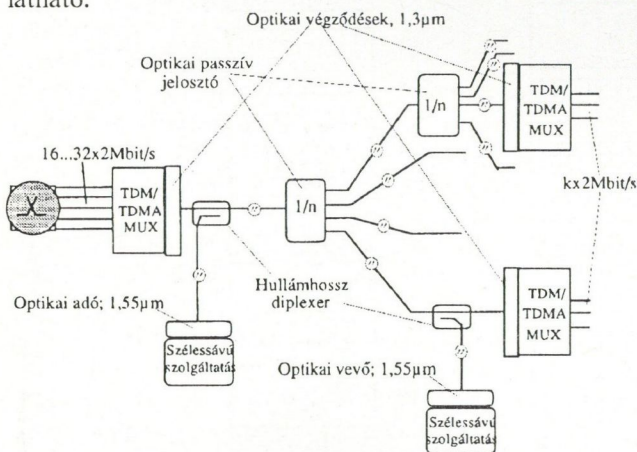 látható.
Optikai végződések, 1,3µm
Optikai passzív
jelosztó
1/n
TDM/
TDMA
MUX
16...32x2Mbit/s
TDM/
TDMA
MUX
1/n
kx2Mbit/s
Hullámhossz
diplexer
TDM/
TDMA
MUX
Optikai adó; 1,55µm
Szélessávú
szolgáltatás
Optikai vevő; 1,55µm
Szélessávú
szolgáltatás